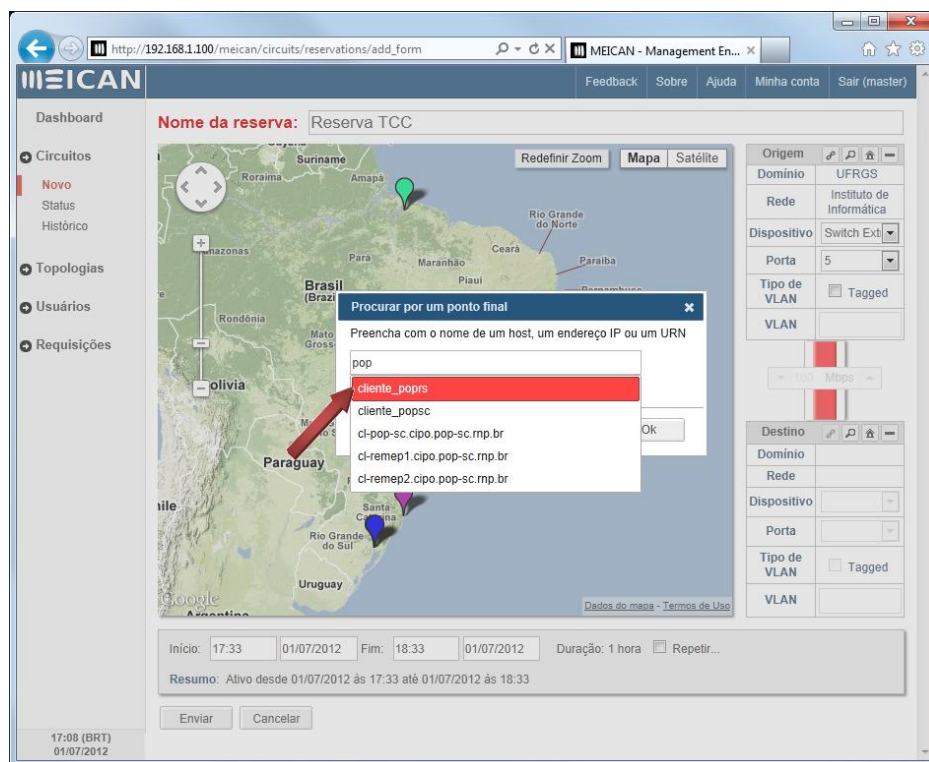 http://192.168.1.100/meican/circuits/reservations/add_form
MEICAN - Management En...
MEICAN
Feedback Sobre Ajuda Minha conta Sair (master)
Dashboard
Circuitos
Novo
Status
Histórico
Topologias
Usuários
Requisições
Nome da reserva: Reserva TCC
Suriname
Roraima
Amapá
Redefinir Zoom Mapa Satélite
Rio Grande
do Norte
mazonas
Pará
Maranhão
Ceará
Paraíba
Piauí
Brasil
(Brazi
Rondônia
Mato
Gross
olivia
Paraguay
hile
Santa
Rio Grande
do Sul
Uruguay
Google
Dados do mapa - Termos de Uso
Procurar por um ponto final
Preencha com o nome de um host, um endereço IP ou um URN
pop
cliente_poprs
cliente_popsc
cl-pop-sc.cipo.pop-sc.rnp.br
cl-remep1.cipo.pop-sc.rnp.br
cl-remep2.cipo.pop-sc.rnp.br
Ok
Origem
Domínio UFRGS
Rede Instituto de
Informática
Dispositivo Switch Ext
Porta 5
Tipo de
VLAN Tagged
VLAN
100 Mbps
Destino
Domínio
Rede
Dispositivo
Porta
Tipo de
VLAN Tagged
VLAN
Início: 17:33 01/07/2012 Fim: 18:33 01/07/2012 Duração: 1 hora Repetir...
Resumo: Ativo desde 01/07/2012 às 17:33 até 01/07/2012 às 18:33
Enviar Cancelar
17:08 (BRT)
01/07/2012